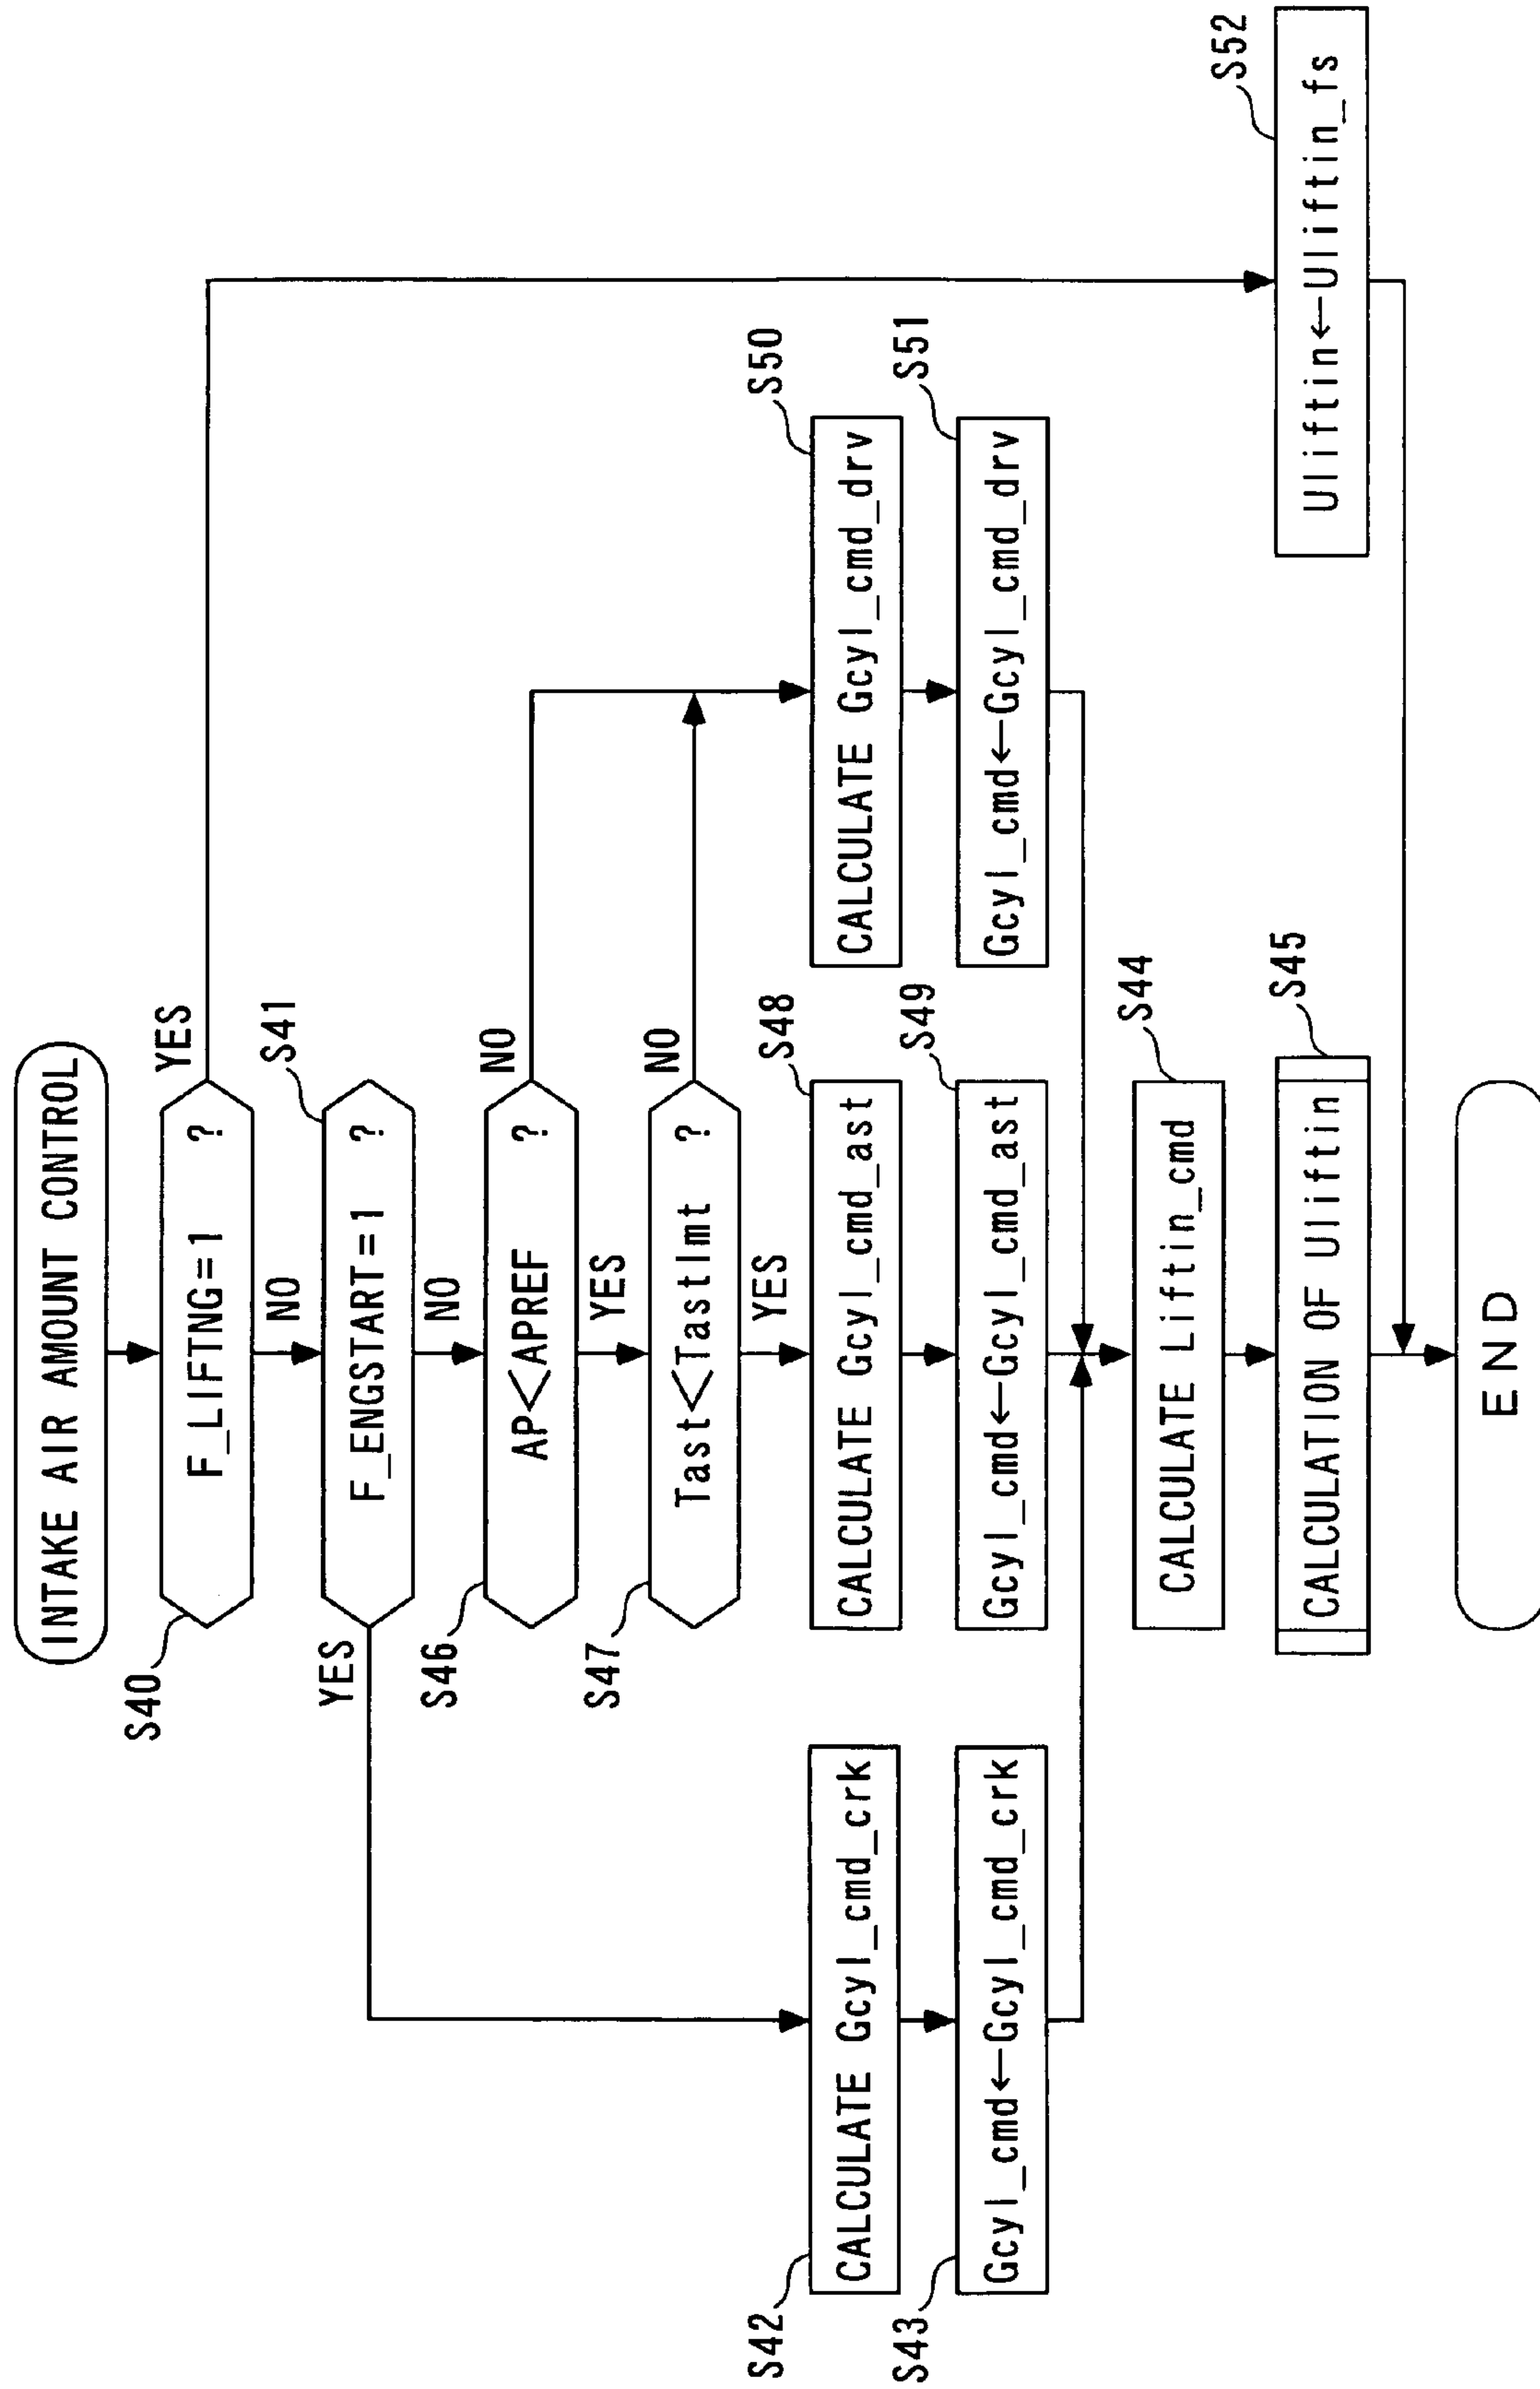 INTAKE AIR AMOUNT CONTROL
S40
F_LIFTNG=1 ?
YES
NO
S41
F_ENGSTART=1 ?
YES
NO
S46
AP<APREF ?
NO
YES
S47
Tast<Tastlmt ?
NO
YES
S42
CALCULATE Gcyl_cmd_crk
S48
CALCULATE Gcyl_cmd_ast
S50
CALCULATE Gcyl_cmd_drv
S43
Gcyl_cmd←Gcyl_cmd_crk
S49
Gcyl_cmd←Gcyl_cmd_ast
S51
Gcyl_cmd←Gcyl_cmd_drv
S44
CALCULATE Liftin_cmd
S45
CALCULATION OF Uliftin
S52
Uliftin←Uliftin_fs
END